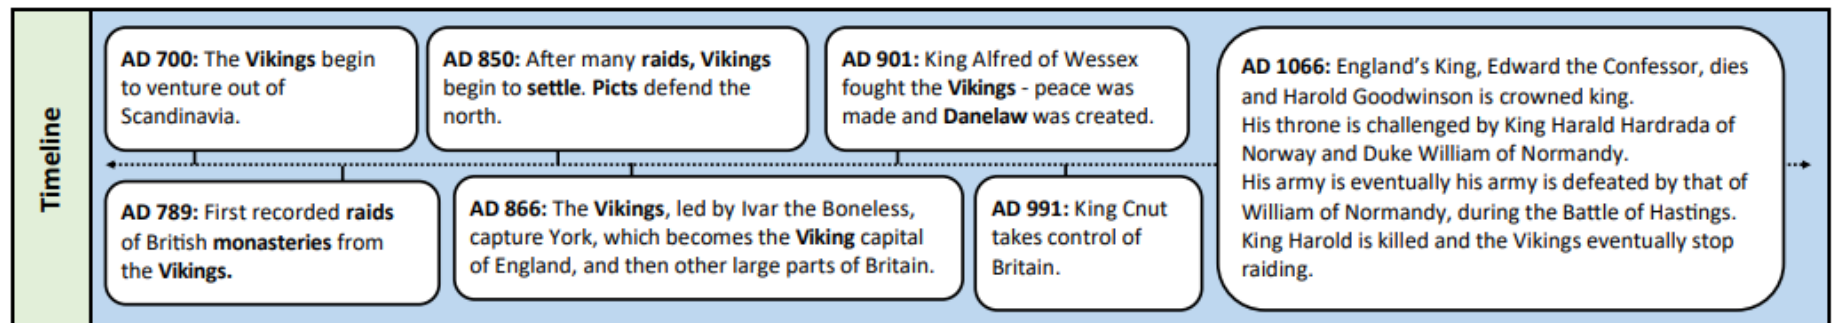 Timeline
AD 700: The Vikings begin
to venture out of
Scandinavia.
AD 789: First recorded raids
of British monasteries from
the Vikings.
AD 850: After many raids, Vikings
begin to settle. Picts defend the
north.
AD 866: The Vikings, led by Ivar the Boneless,
capture York, which becomes the Viking capital
of England, and then other large parts of Britain.
AD 901: King Alfred of Wessex
fought the Vikings - peace was
made and Danelaw was created.
AD 991: King Cnut
takes control of
Britain.
AD 1066: England's King, Edward the Confessor, dies
and Harold Goodwinson is crowned king.
His throne is challenged by King Harald Hardrada of
Norway and Duke William of Normandy.
His army is eventually his army is defeated by that of
William of Normandy, during the Battle of Hastings.
King Harold is killed and the Vikings eventually stop
raiding.